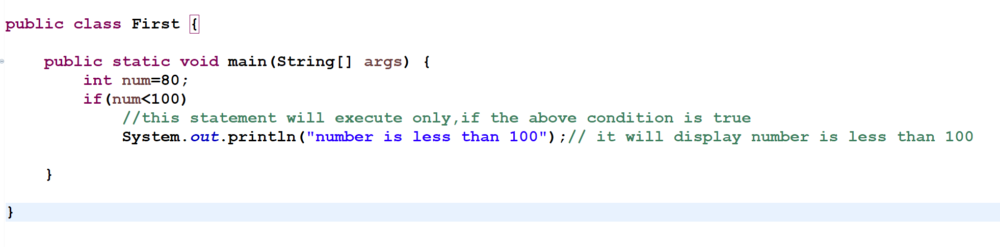 public class First {
public static void main(String[] args) {
int num=80;
if(num<100)
//this statement will execute only,if the above condition is true
System.out.println("number is less than 100");// it will display number is less than 100
}
}